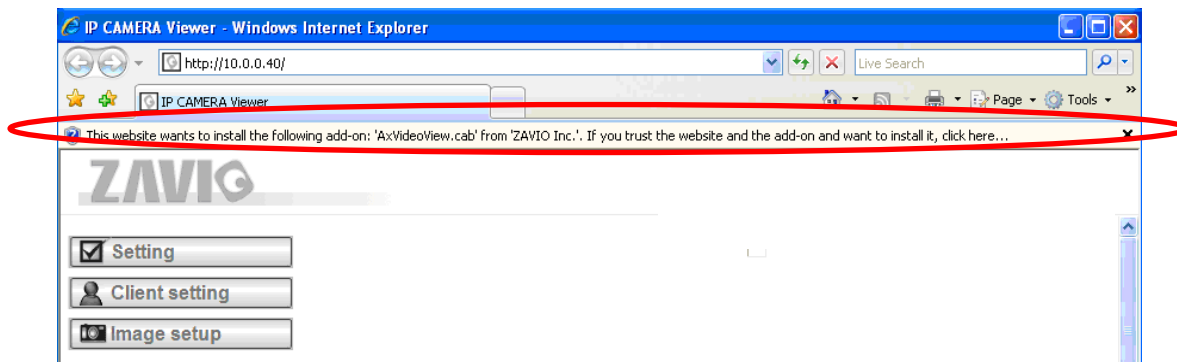 IP CAMERA Viewer - Windows Internet Explorer
http://10.0.0.40/
Live Search
IP CAMERA Viewer
Page
Tools
This website wants to install the following add-on: 'AxVideoView.cab' from 'ZAVIO Inc.'. If you trust the website and the add-on and want to install it, click here...
ZAVIO
Setting
Client setting
Image setup